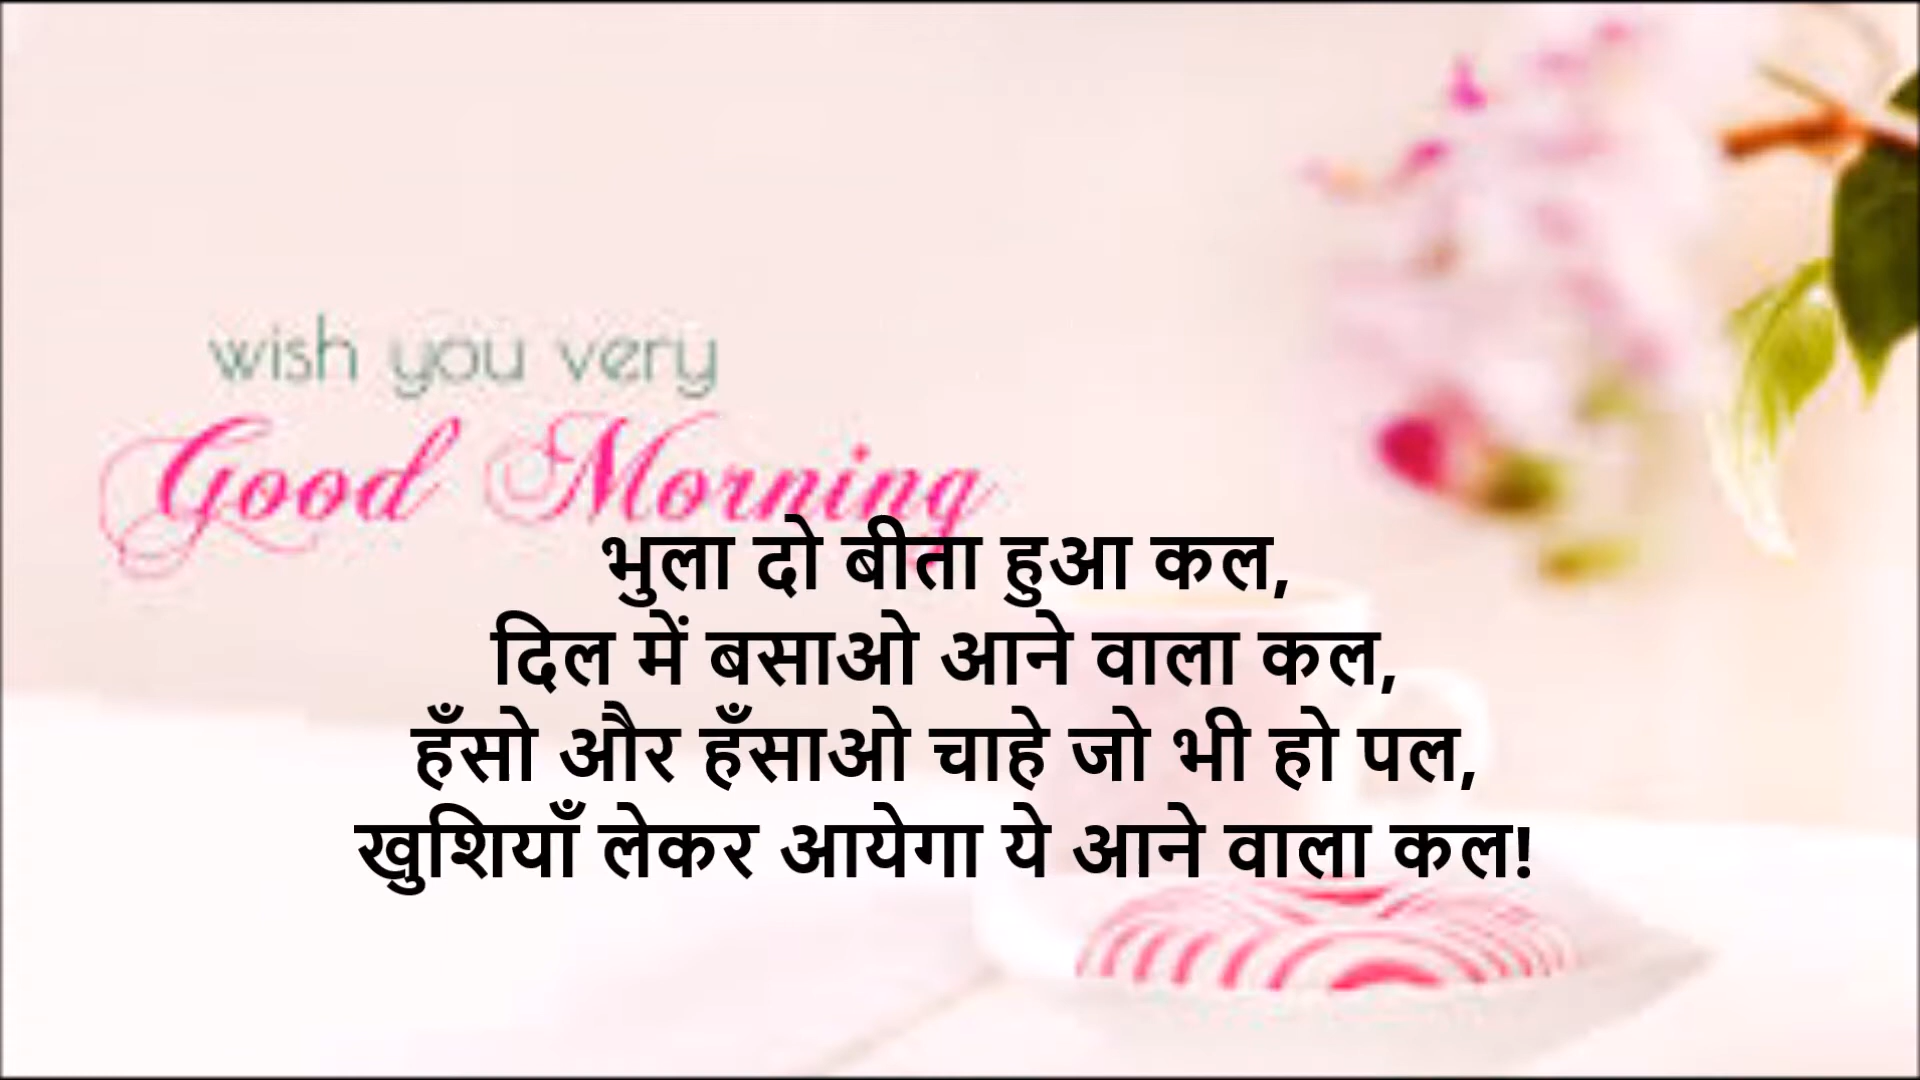 wish you very
Good Morning
भुला दो बीता हुआ कल,
दिल में बसाओ आने वाला कल,
हँसो और हँसाओ चाहे जो भी हो पल,
खुशियाँ लेकर आयेगा ये आने वाला कल!